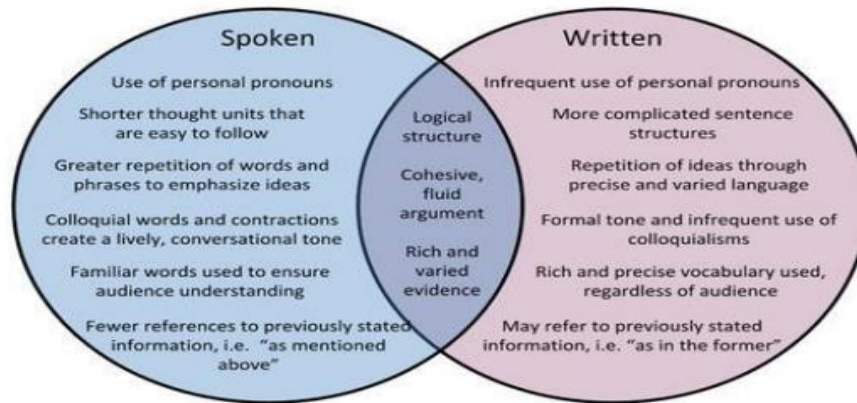 Spoken
Use of personal pronouns
Shorter thought units that
are easy to follow
Greater repetition of words and
phrases to emphasize ideas
Colloquial words and contractions
create a lively, conversational tone
Familiar words used to ensure
audience understanding
Fewer references to previously stated
information, i.e. “as mentioned
above”
Logical
structure
Cohesive,
fluid
argument
Rich and
varied
evidence
Written
Infrequent use of personal pronouns
More complicated sentence
structures
Repetition of ideas through
precise and varied language
Formal tone and infrequent use of
colloquialisms
Rich and precise vocabulary used,
regardless of audience
May refer to previously stated
information, i.e. “as in the former”